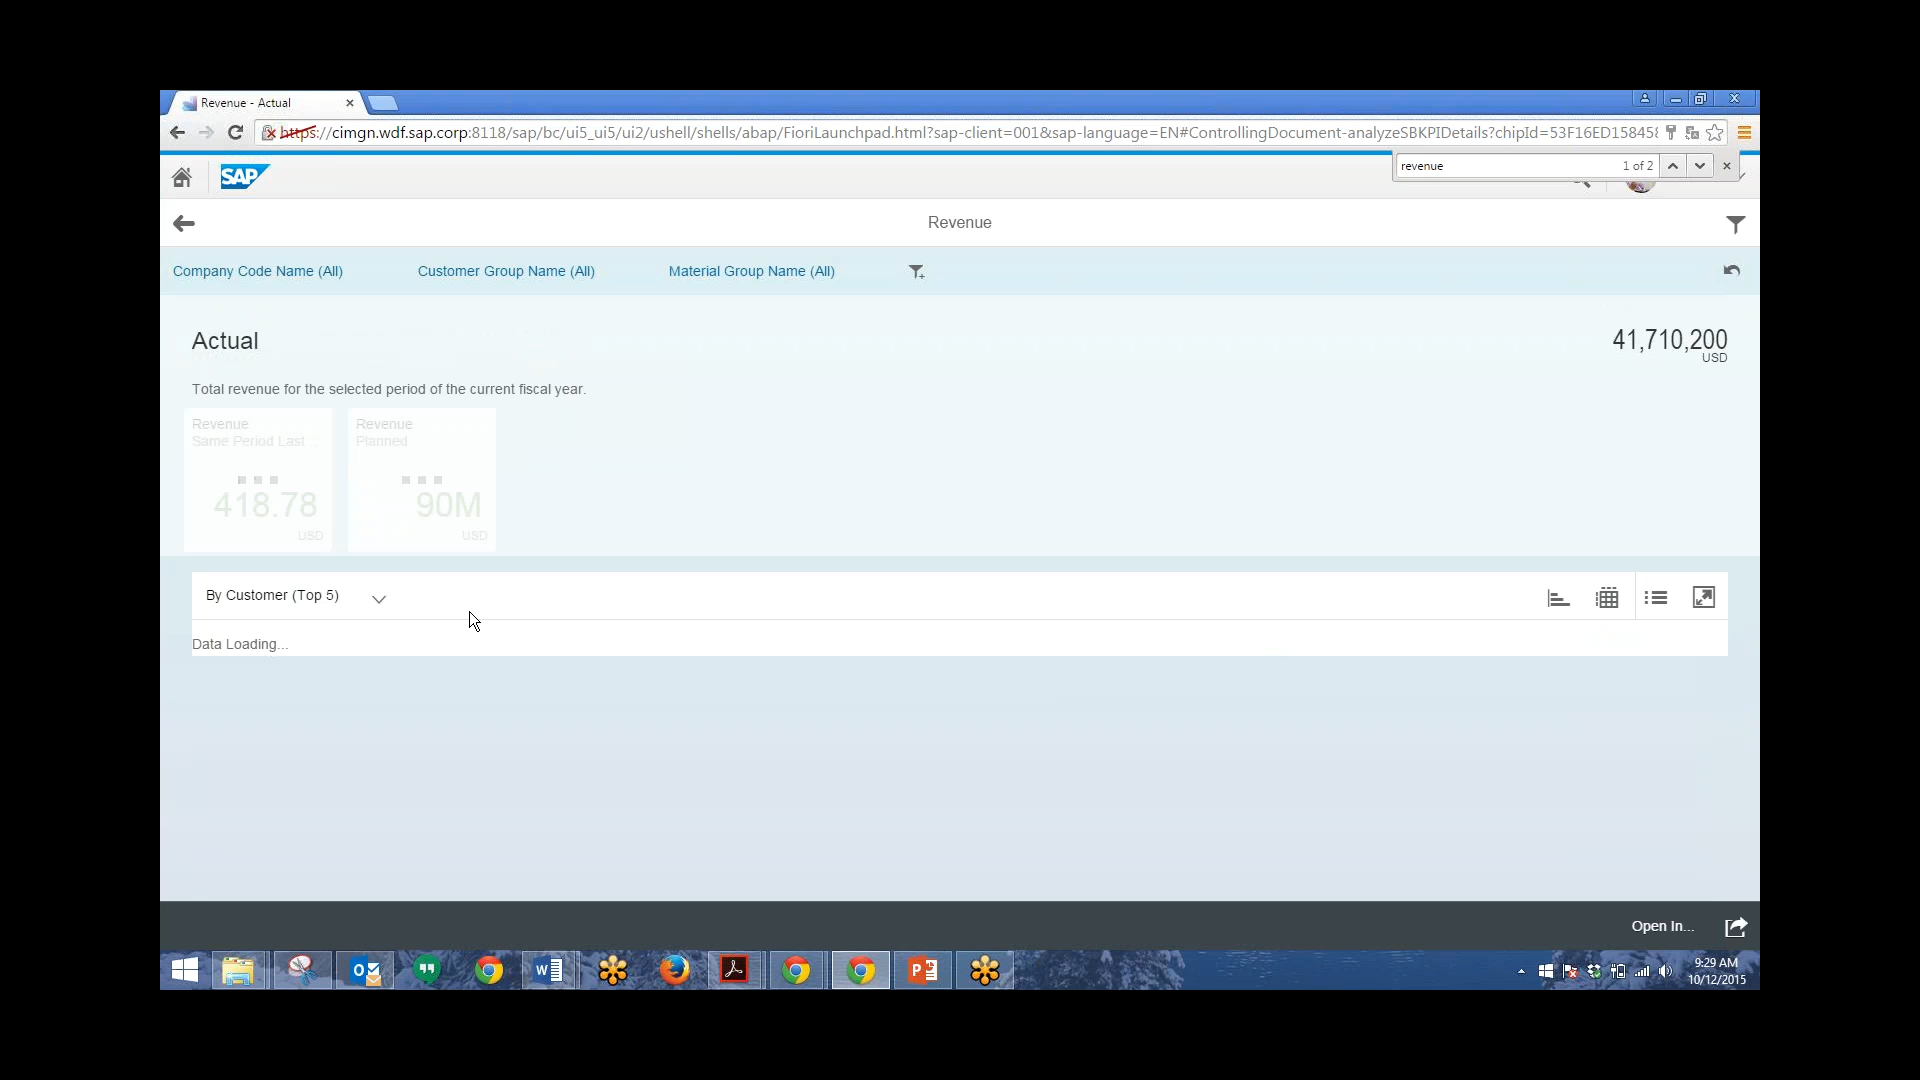 Revenue - Actual
https://cimgn.wdf.sap.corp:8118/sap/bc/ui5_ui5/ui2/ushell/shells/abap/FioriLaunchpad.html?sap-client=001&sap-language=EN#ControllingDocument-analyzeSBKPIDetails?chipId=53F16ED158458
revenue 1 of 2
SAP
Revenue
Company Code Name (All) Customer Group Name (All) Material Group Name (All)
Actual 41,710,200
USD
Total revenue for the selected period of the current fiscal year.
Revenue Revenue
Same Period Last ... Planned
418.78 90M
USD USD
By Customer (Top 5)
Data Loading...
Open In...
9:29 AM
10/12/2015